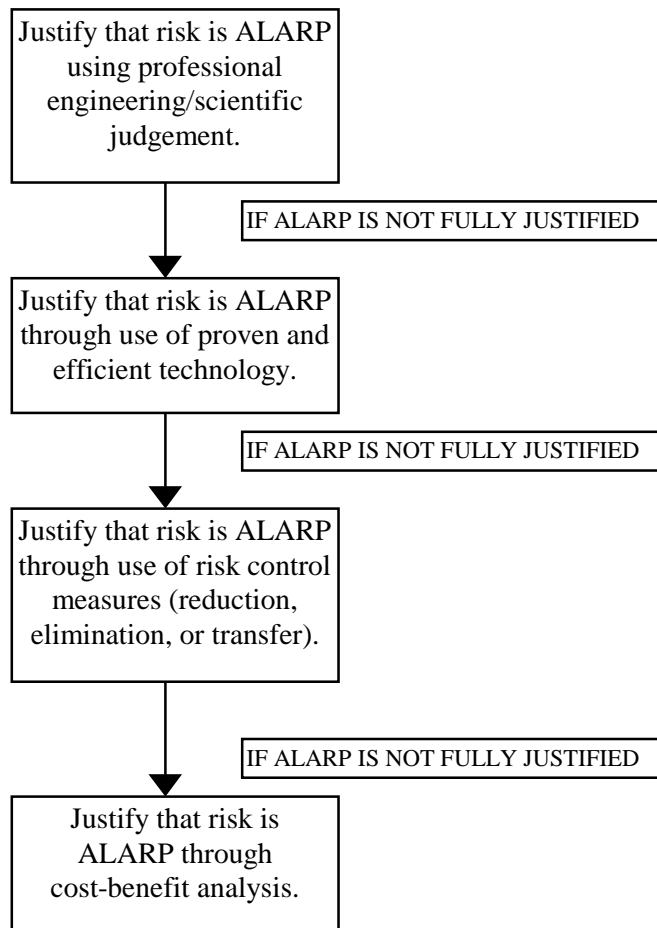 Justify that risk is ALARP
using professional
engineering/scientific
judgement.
IF ALARP IS NOT FULLY JUSTIFIED
Justify that risk is ALARP
through use of proven and
efficient technology.
IF ALARP IS NOT FULLY JUSTIFIED
Justify that risk is ALARP
through use of risk control
measures (reduction,
elimination, or transfer).
IF ALARP IS NOT FULLY JUSTIFIED
Justify that risk is
ALARP through
cost-benefit analysis.